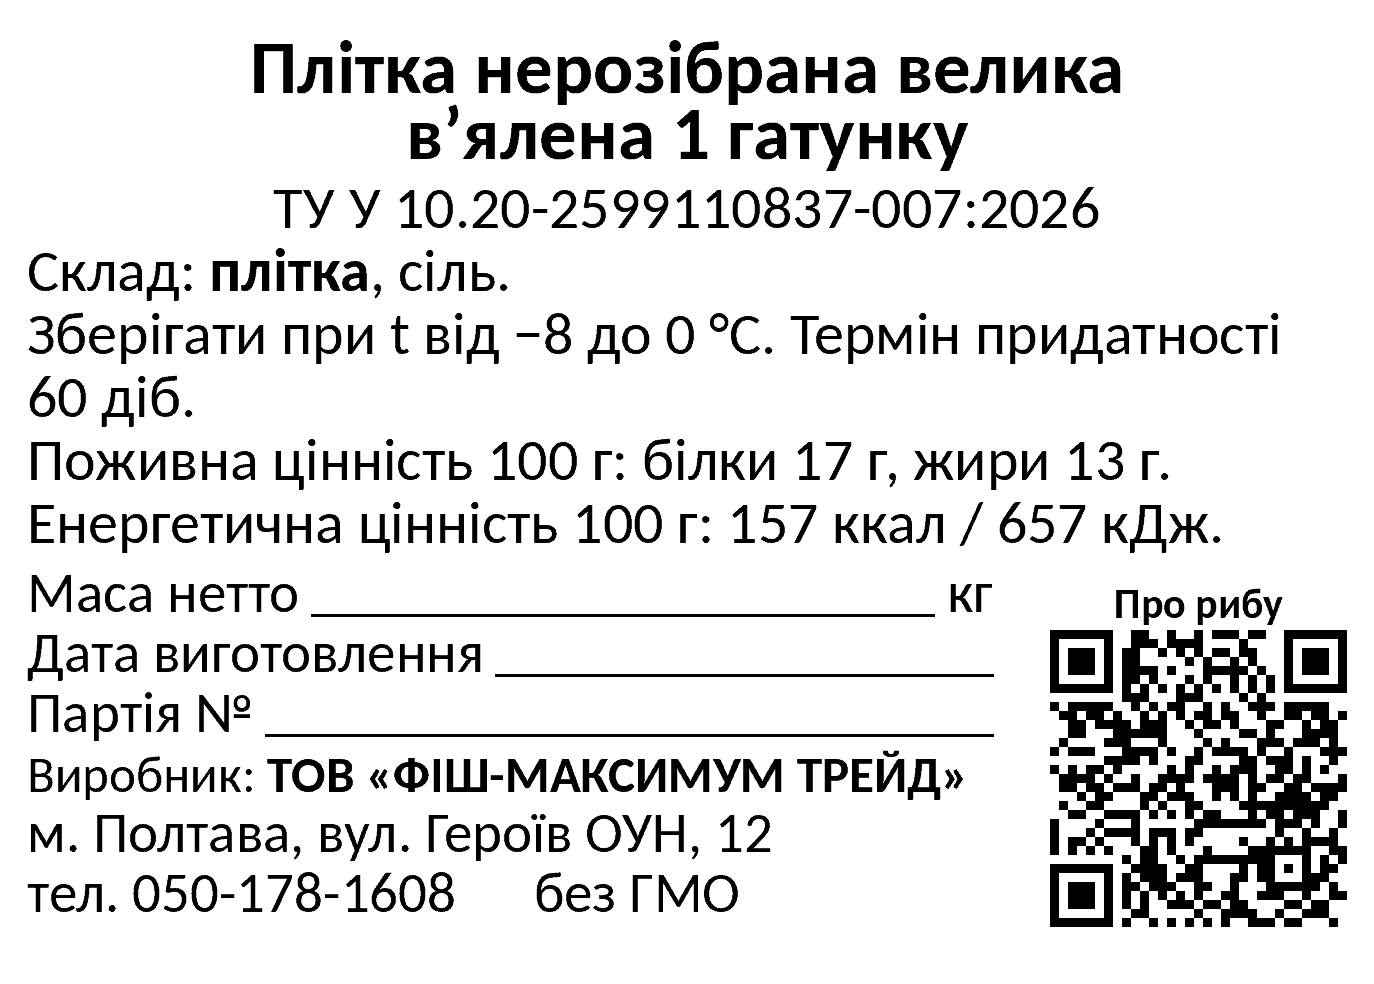 Плітка нерозібрана велика
в’ялена 1 гатунку
ТУ У 10.20-2599110837-007:2026
Склад: плітка, сіль.
Зберігати при t від −8 до 0 °С. Термін придатності
60 діб.
Поживна цінність 100 г: білки 17 г, жири 13 г.
Енергетична цінність 100 г: 157 ккал / 657 кДж.
Маса нетто ____________________ кг
Дата виготовлення ________________
Партія № ________________________
Про рибу
Виробник: ТОВ «ФІШ-МАКСИМУМ ТРЕЙД»
м. Полтава, вул. Героїв ОУН, 12
тел. 050-178-1608 без ГМО